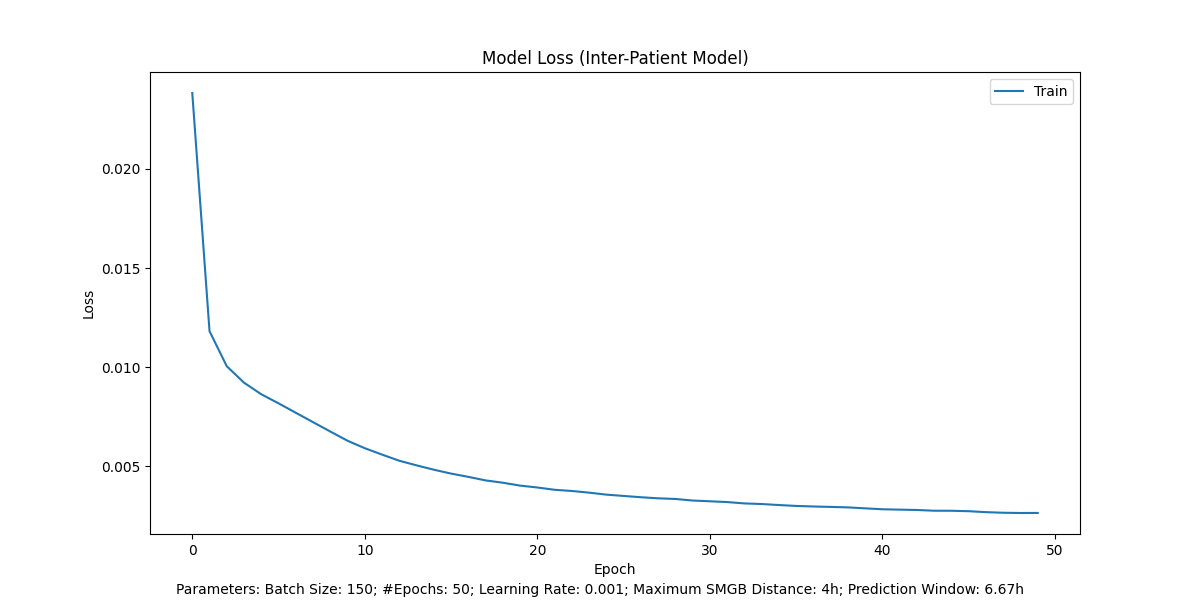 Model Loss (Inter-Patient Model)
Train
0.020
0.015
0.010
0.005
Loss
0
10
20
30
40
50
Epoch
Parameters: Batch Size: 150; #Epochs: 50; Learning Rate: 0.001; Maximum SMGB Distance: 4h; Prediction Window: 6.67h